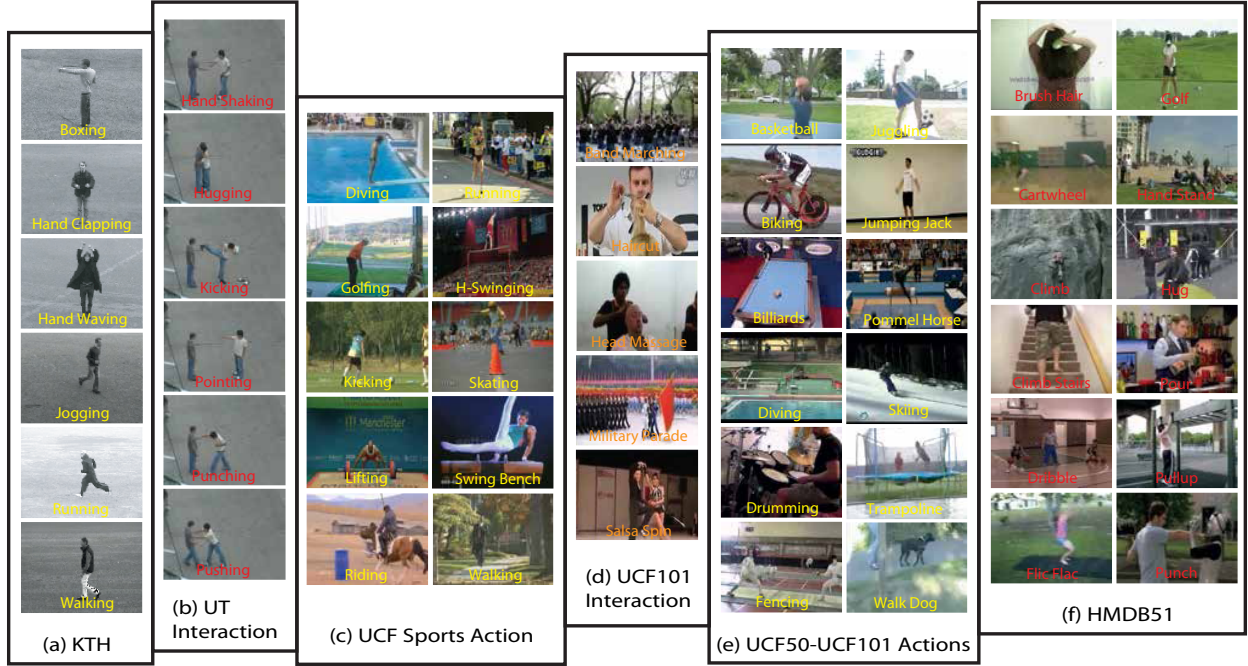 Boxing
Hand Clapping
Hand Waving
Jogging
Running
Walking
(a) KTH
Hand Shaking
Hugging
Kicking
Pointing
Punching
Pushing
(b) UT
Interaction
Diving
Running
Golfing
H-Swinging
Kicking
Skating
Lifting
Swing Bench
Riding
Walking
(c) UCF Sports Action
Band Marching
Haircut
Head Massage
Military Parade
Salsa Spin
(d) UCF101
Interaction
Basketball
Juggling
Biking
Jumping Jack
Billiards
Pommel Horse
Diving
Skiing
Drumming
Fencing
Walk Dog
(e) UCF50-UCF101 Actions
Brush Hair
Golf
Cartwheel
Hand Stand
Climb
Hug
Climb Stairs
Pour
Dribble
Pullup
Flic Flac
Punch
(f) HMDB51